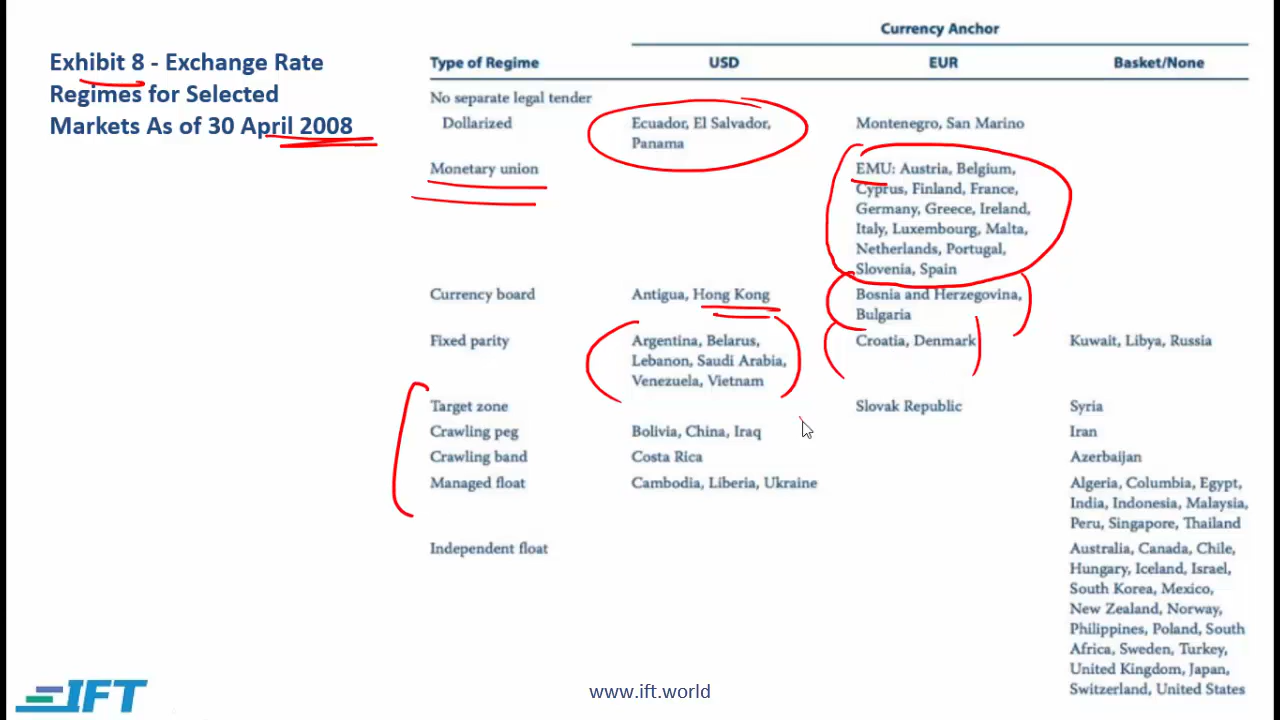 Exhibit 8 - Exchange Rate
Regimes for Selected
Markets As of 30 April 2008
Currency Anchor
Type of Regime USD EUR Basket/None
No separate legal tender
Dollarized Ecuador, El Salvador, Montenegro, San Marino
Panama
Monetary union EMU: Austria, Belgium,
Cyprus, Finland, France,
Germany, Greece, Ireland,
Italy, Luxembourg, Malta,
Netherlands, Portugal,
Slovenia, Spain
Currency board Antigua, Hong Kong Bosnia and Herzegovina,
Bulgaria
Fixed parity Argentina, Belarus, Croatia, Denmark Kuwait, Libya, Russia
Lebanon, Saudi Arabia,
Venezuela, Vietnam
Target zone Slovak Republic Syria
Crawling peg Bolivia, China, Iraq Iran
Crawling band Costa Rica Azerbaijan
Managed float Cambodia, Liberia, Ukraine Algeria, Columbia, Egypt,
India, Indonesia, Malaysia,
Peru, Singapore, Thailand
Independent float Australia, Canada, Chile,
Hungary, Iceland, Israel,
South Korea, Mexico,
New Zealand, Norway,
Philippines, Poland, South
Africa, Sweden, Turkey,
United Kingdom, Japan,
Switzerland, United States
IFT
www.ift.world